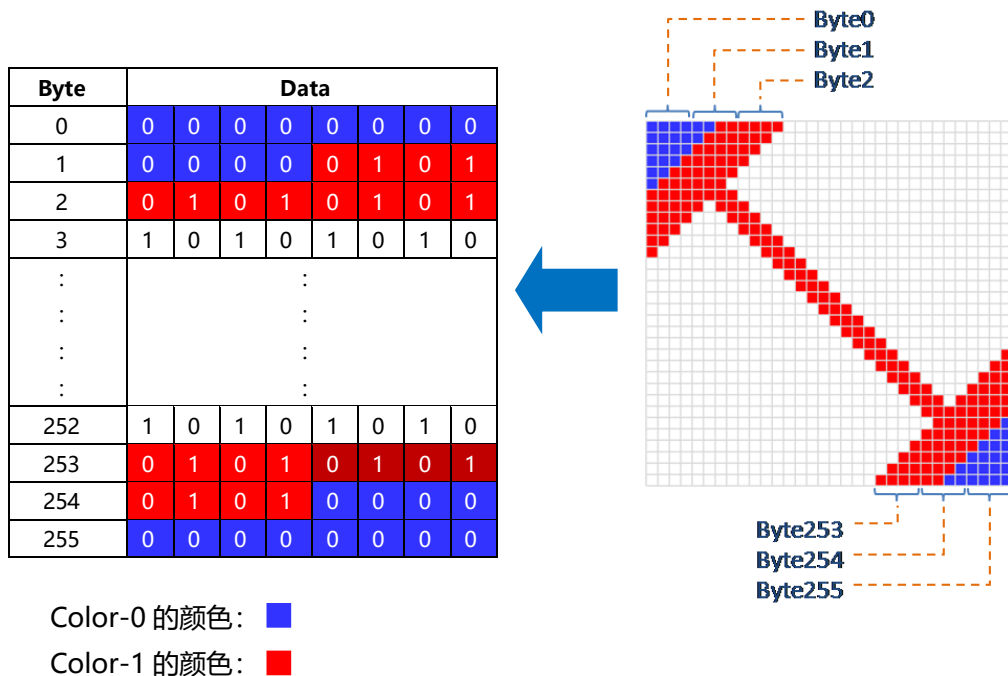 Byte0
Byte1
Byte2
Byte Data
0 0 0 0 0 0 0 0 0
1 0 0 0 0 0 1 0 1
2 0 1 0 1 0 1 0 1
3 1 0 1 0 1 0 1 0
: :
: :
: :
: :
252 1 0 1 0 1 0 1 0
253 0 1 0 1 0 1 0 1
254 0 1 0 1 0 0 0 0
255 0 0 0 0 0 0 0 0
Byte253
Byte254
Byte255
Color-0 的颜色：
Color-1 的颜色：